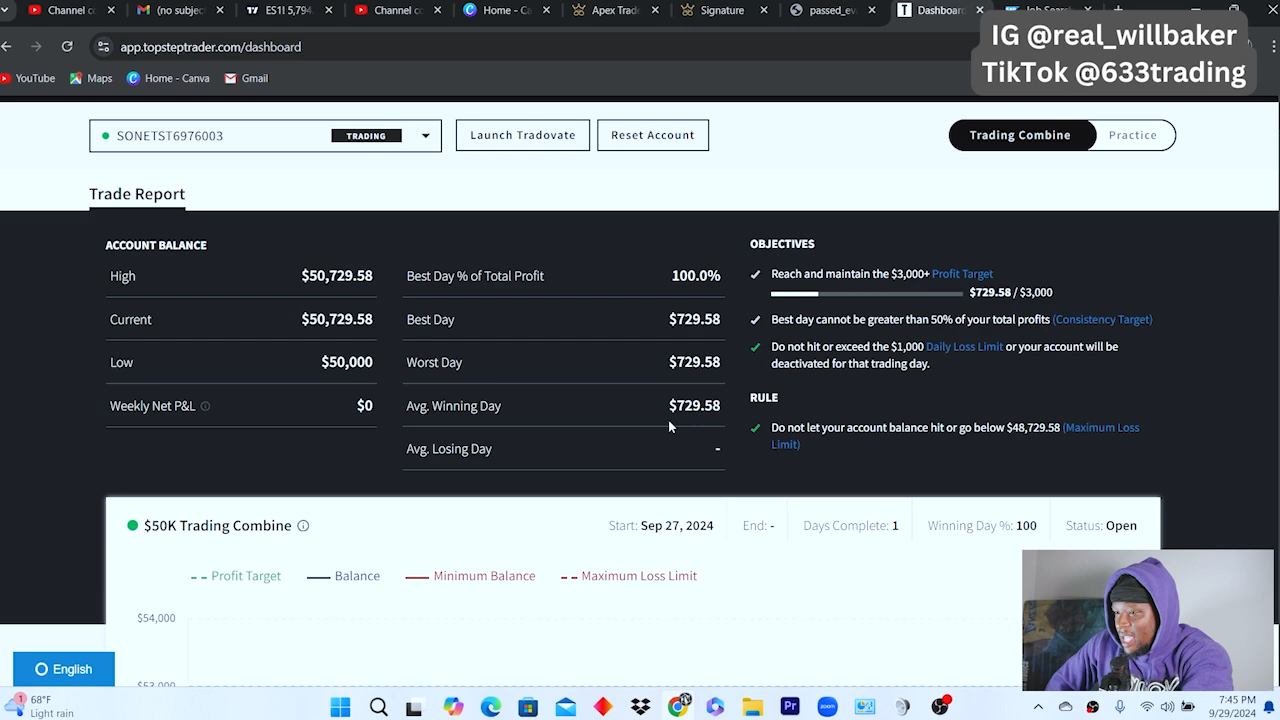 Channel cc
(no subjec
ES1! 5,794
Channel cc
Home - Ca
Apex Trade
Signature
passed_eva
Dashboard
IG @real_willbaker
TikTok @633trading
app.topsteptrader.com/dashboard
YouTube Maps Home - Canva Gmail
SONETST6976003 TRADING Launch Tradovate Reset Account Trading Combine Practice
Trade Report
ACCOUNT BALANCE
High $50,729.58
Current $50,729.58
Low $50,000
Weekly Net P&L $0
Best Day % of Total Profit 100.0%
Best Day $729.58
Worst Day $729.58
Avg. Winning Day $729.58
Avg. Losing Day -
OBJECTIVES
Reach and maintain the $3,000+ Profit Target
$729.58 / $3,000
Best day cannot be greater than 50% of your total profits (Consistency Target)
Do not hit or exceed the $1,000 Daily Loss Limit or your account will be
deactivated for that trading day.
RULE
Do not let your account balance hit or go below $48,729.58 (Maximum Loss
Limit)
$50K Trading Combine Start: Sep 27, 2024 End: - Days Complete: 1 Winning Day %: 100 Status: Open
Profit Target Balance Minimum Balance Maximum Loss Limit
$54,000
$53,000
English
1
68°F
Light rain
7:45 PM
9/29/2024